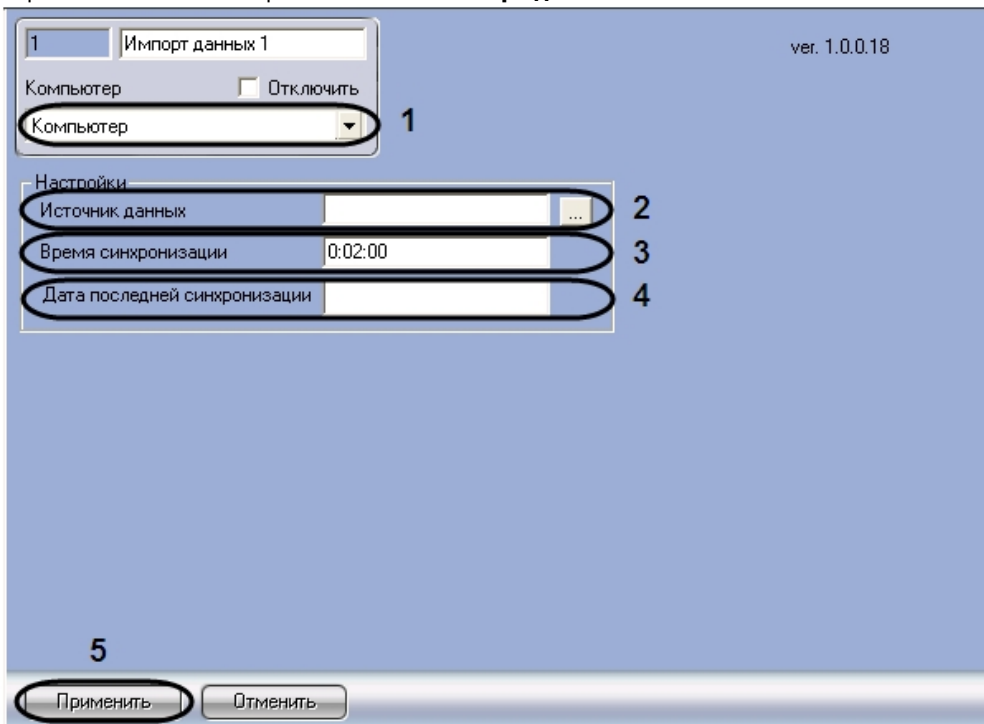 1 Импорт данных 1
ver. 1.0.0.18
Компьютер Отключить
Компьютер 1
Настройки
Источник данных ... 2
Время синхронизации 0:02:00 3
Дата последней синхронизации 4
5
Применить Отменить